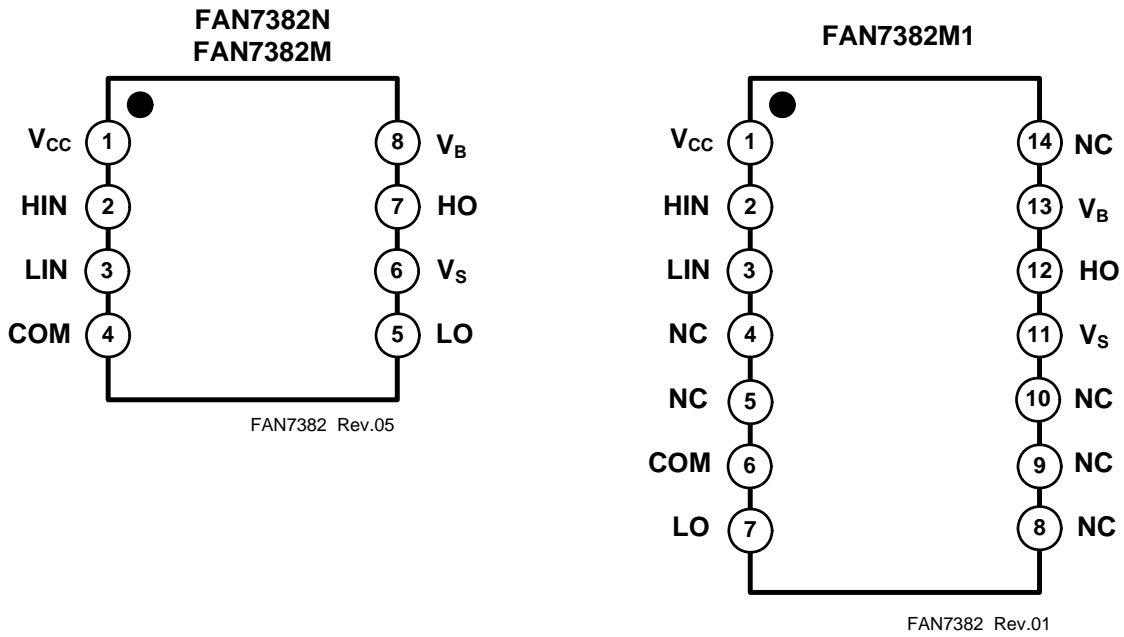 FAN7382N
FAN7382M
VCC 1 8 VB
HIN 2 7 HO
LIN 3 6 VS
COM 4 5 LO
FAN7382 Rev.05
FAN7382M1
VCC 1 14 NC
HIN 2 13 VB
LIN 3 12 HO
NC 4 11 VS
NC 5 10 NC
COM 6 9 NC
LO 7 8 NC
FAN7382 Rev.01